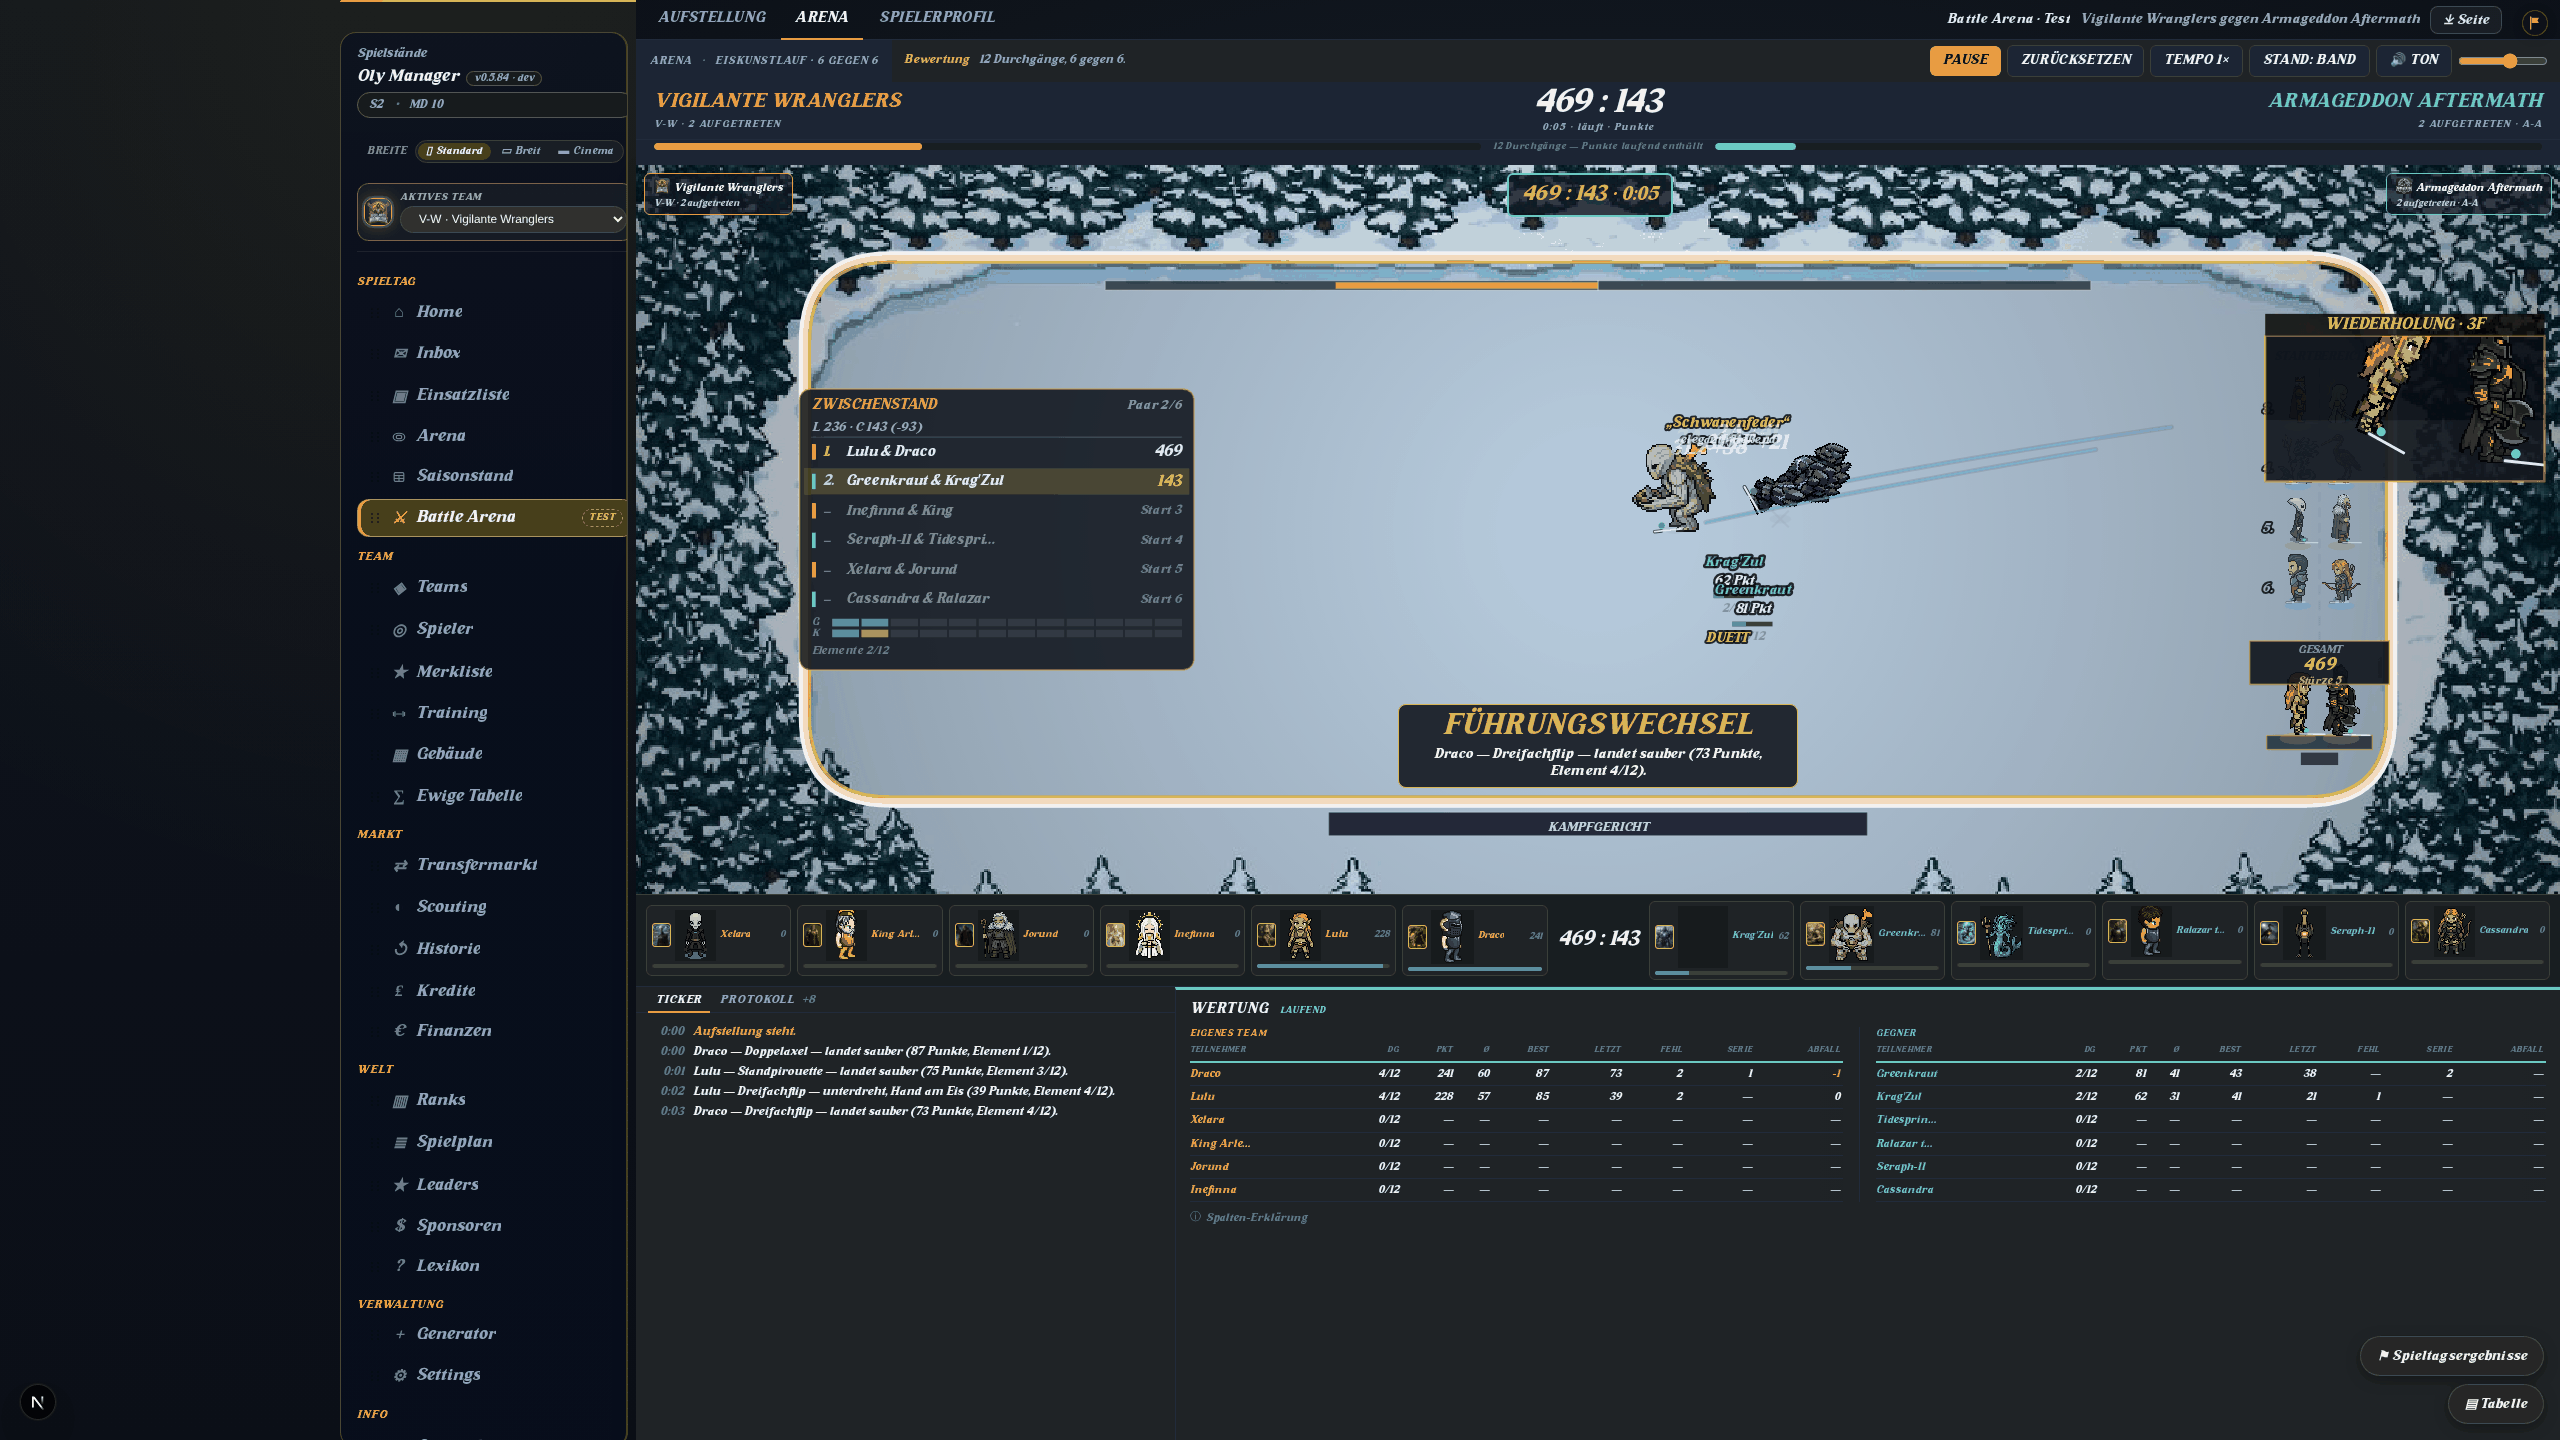 Spielstände
Oly Manager v0.5.84 · dev
S2 · MD 10
BREITE Standard Breit Cinema
AKTIVES TEAM
V-W · Vigilante Wranglers
SPIELTAG
Home
Inbox
Einsatzliste
Arena
Saisonstand
Battle Arena TEST
TEAM
Teams
Spieler
Merkliste
Training
Gebäude
Ewige Tabelle
MARKT
Transfermarkt
Scouting
Historie
Kredite
Finanzen
WELT
Ranks
Spielplan
Leaders
Sponsoren
Lexikon
VERWALTUNG
Generator
Settings
INFO
AUFSTELLUNG ARENA SPIELERPROFIL
Battle Arena · Test Vigilante Wranglers gegen Armageddon Aftermath Seite
ARENA · EISKUNSTLAUF · 6 GEGEN 6 Bewertung 12 Durchgänge, 6 gegen 6.
PAUSE ZURÜCKSETZEN TEMPO 1× STAND: BAND TON
VIGILANTE WRANGLERS 469 : 143 ARMAGEDDON AFTERMATH
V-W · 2 AUFGETRETEN 0:05 · läuft · Punkte 2 AUFGETRETEN · A-A
12 Durchgänge — Punkte laufend enthüllt
Vigilante Wranglers
V-W · 2 aufgetreten
469 : 143 · 0:05
Armageddon Aftermath
2 aufgetreten · A-A
WIEDERHOLUNG · 3F
ZWISCHENSTAND Paar 2/6
L 236 · C 143 (-93)
1. Lulu & Draco 469
2. Greenkraut & Krag'Zul 143
– Inefinna & King Start 3
– Seraph-II & Tidespri... Start 4
– Xelara & Jorund Start 5
– Cassandra & Ralazar Start 6
G
K
Elemente 2/12
„Schwanenfeder“
Krag'Zul
62 Pkt
Greenkraut
81 Pkt
DUETT
5.
6.
GESAMT
469
Stürze 5
FÜHRUNGSWECHSEL
Draco — Dreifachflip — landet sauber (73 Punkte,
Element 4/12).
KAMPFGERICHT
Xelara 0 King Arl... 0 Jorund 0 Inefinna 0 Lulu 228 Draco 241 469 : 143 Krag'Zul 62 Greenkr... 81 Tidespri... 0 Ralazar t... 0 Seraph-II 0 Cassandra 0
TICKER PROTOKOLL +8
0:00 Aufstellung steht.
0:00 Draco — Doppelaxel — landet sauber (87 Punkte, Element 1/12).
0:01 Lulu — Standpirouette — landet sauber (75 Punkte, Element 3/12).
0:02 Lulu — Dreifachflip — unterdreht, Hand am Eis (39 Punkte, Element 4/12).
0:03 Draco — Dreifachflip — landet sauber (73 Punkte, Element 4/12).
WERTUNG LAUFEND
EIGENES TEAM
TEILNEHMER DG PKT Ø BEST LETZT FEHL SERIE ABFALL
Draco 4/12 241 60 87 73 2 1 -1
Lulu 4/12 228 57 85 39 2 — 0
Xelara 0/12 — — — — — — —
King Arle... 0/12 — — — — — — —
Jorund 0/12 — — — — — — —
Inefinna 0/12 — — — — — — —
Spalten-Erklärung
GEGNER
TEILNEHMER DG PKT Ø BEST LETZT FEHL SERIE ABFALL
Greenkraut 2/12 81 41 43 38 — 2 —
Krag'Zul 2/12 62 31 41 21 1 — —
Tidesprin... 0/12 — — — — — — —
Ralazar t... 0/12 — — — — — — —
Seraph-II 0/12 — — — — — — —
Cassandra 0/12 — — — — — — —
Spieltagsergebnisse
Tabelle
N